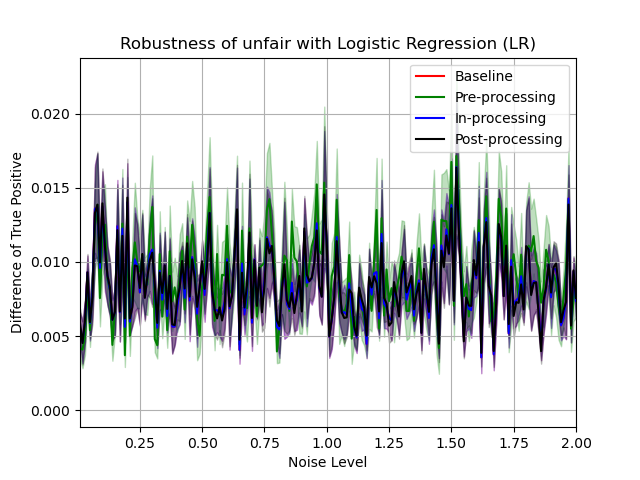 Robustness of unfair with Logistic Regression (LR)
Baseline
Pre-processing
In-processing
Post-processing
Difference of True Positive
0.020
0.015
0.010
0.005
0.000
0.25 0.50 0.75 1.00 1.25 1.50 1.75 2.00
Noise Level